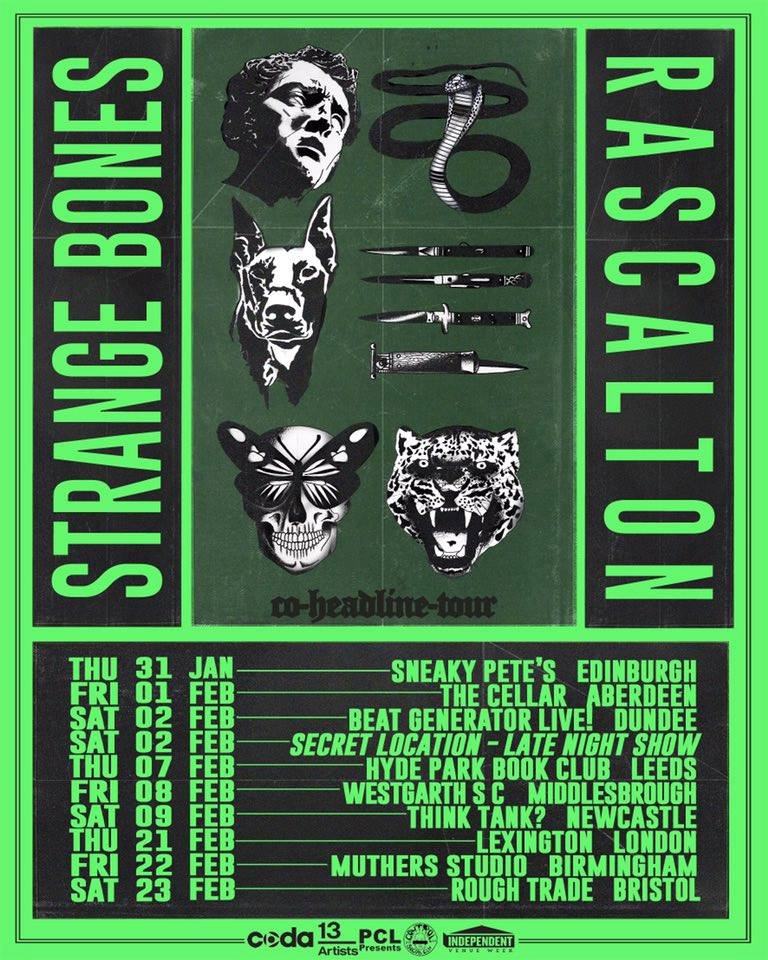 STRANGE BONES
RASCALTON
co-headline-tour
THU 31 JAN SNEAKY PETE'S EDINBURGH
FRI 01 FEB THE CELLAR ABERDEEN
SAT 02 FEB BEAT GENERATOR LIVE! DUNDEE
SAT 02 FEB SECRET LOCATION - LATE NIGHT SHOW
THU 07 FEB HYDE PARK BOOK CLUB LEEDS
FRI 08 FEB WESTGARTH S C MIDDLESBROUGH
SAT 09 FEB THINK TANK? NEWCASTLE
THU 21 FEB LEXINGTON LONDON
FRI 22 FEB MUTHERS STUDIO BIRMINGHAM
SAT 23 FEB ROUGH TRADE BRISTOL
coda
13
Artists
PCL
Presents
INDEPENDENT
VENUE WEEK